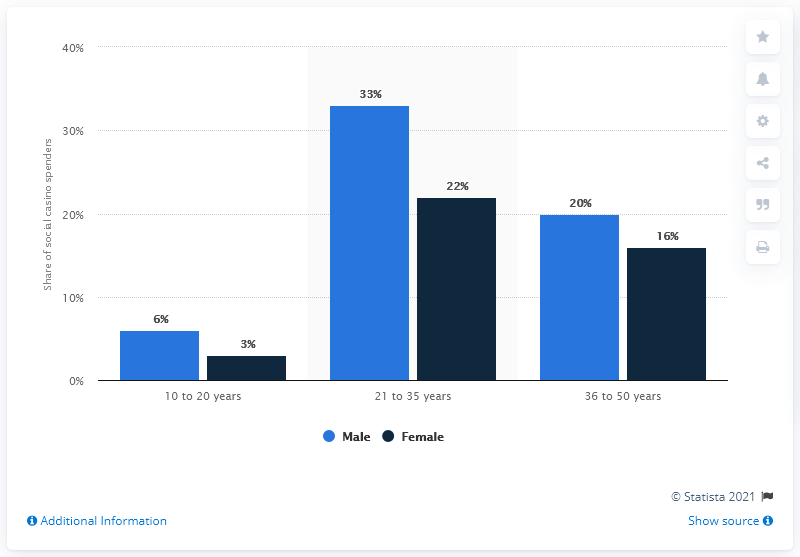 40%
30%
20%
10%
0%
Share of social casino spenders
33%
22%
20%
16%
6%
3%
10 to 20 years
21 to 35 years
36 to 50 years
Male
Female
© Statista 2021
Additional Information
Show source